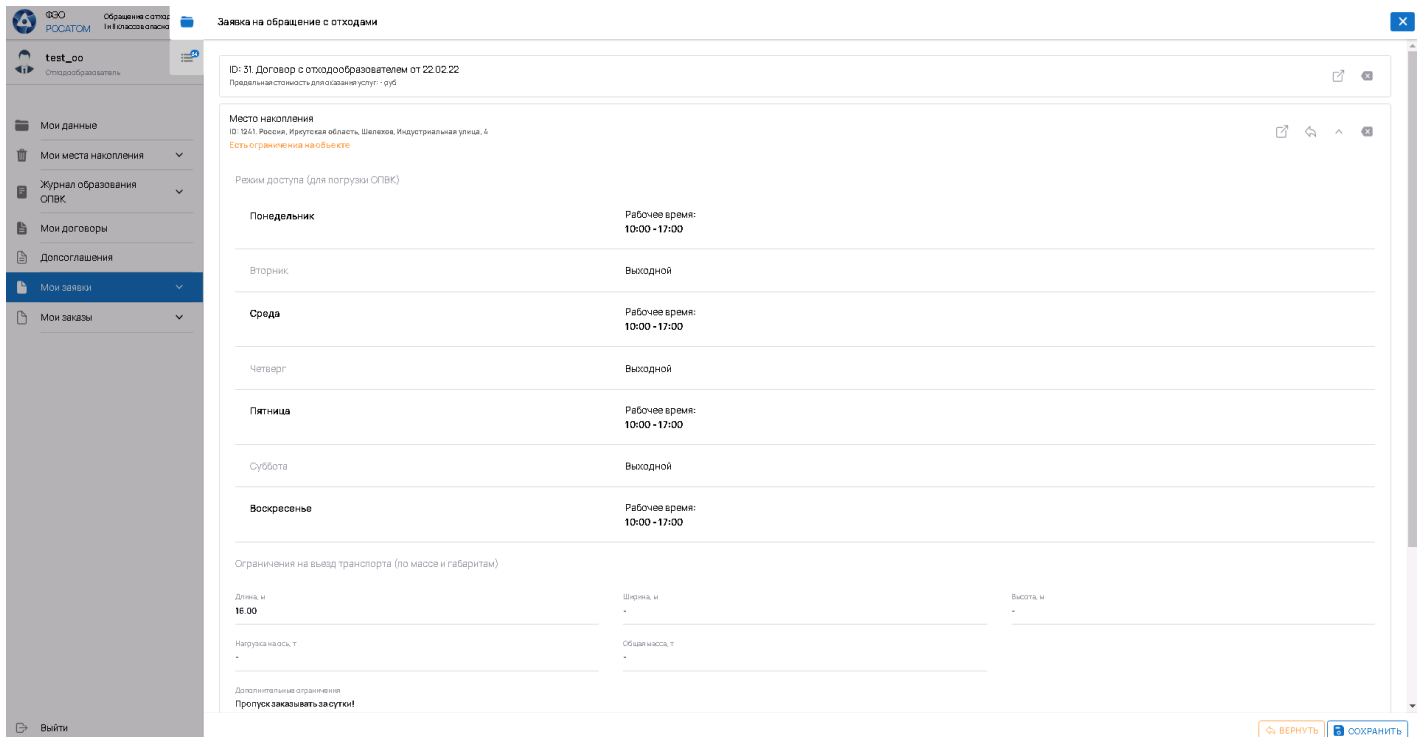 ФЭО
РОСАТОМ
Обращение с отход
I и II классов опасно
Заявка на обращение с отходами
test_oo
Отходообразователь
Мои данные
Мои места накопления
Журнал образования
ОПВК
Мои договоры
Допсоглашения
Мои заявки
Мои заказы
Выйти
ID: 31. Договор с отходообразователем от 22.02.22
Предельная стоимость для оказания услуг: - руб
Место накопления
ID: 1241. Россия, Иркутская область, Шелехов, Индустриальная улица, 4
Есть ограничения на объекте
Режим доступа (для погрузки ОПВК)
Понедельник
Рабочее время:
10:00 - 17:00
Вторник
Выходной
Среда
Рабочее время:
10:00 - 17:00
Четверг
Выходной
Пятница
Рабочее время:
10:00 - 17:00
Суббота
Выходной
Воскресенье
Рабочее время:
10:00 - 17:00
Ограничения на въезд транспорта (по массе и габаритам)
Длина, м
16.00
Ширина, м
-
Высота, м
-
Нагрузка на ось, т
-
Общая масса, т
-
Дополнительные ограничения
Пропуск заказывать за сутки!
ВЕРНУТЬ
СОХРАНИТЬ